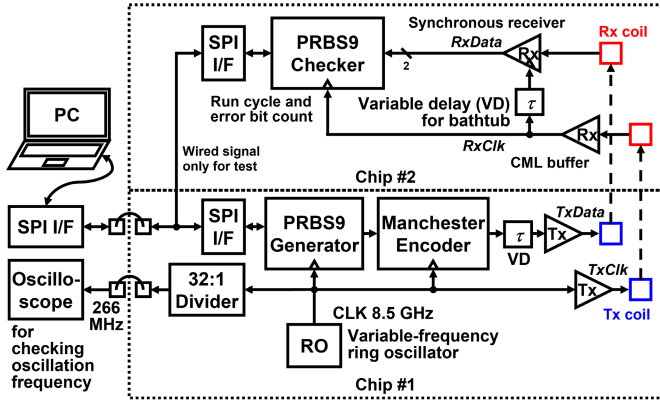 Synchronous receiver
SPI
I/F
PRBS9
Checker
RxData
2
Rx
Rx coil
PC
Run cycle and
error bit count
Variable delay (VD)
for bathtub
τ
RxClk
Rx
CML buffer
Wired signal
only for test
Chip #2
SPI I/F
SPI
I/F
PRBS9
Generator
Manchester
Encoder
τ
VD
Tx
TxData
Oscillo-
scope
266
MHz
32:1
Divider
TxClk
Tx
Tx coil
CLK 8.5 GHz
for
checking
oscillation
frequency
RO
Variable-frequency
ring oscillator
Chip #1